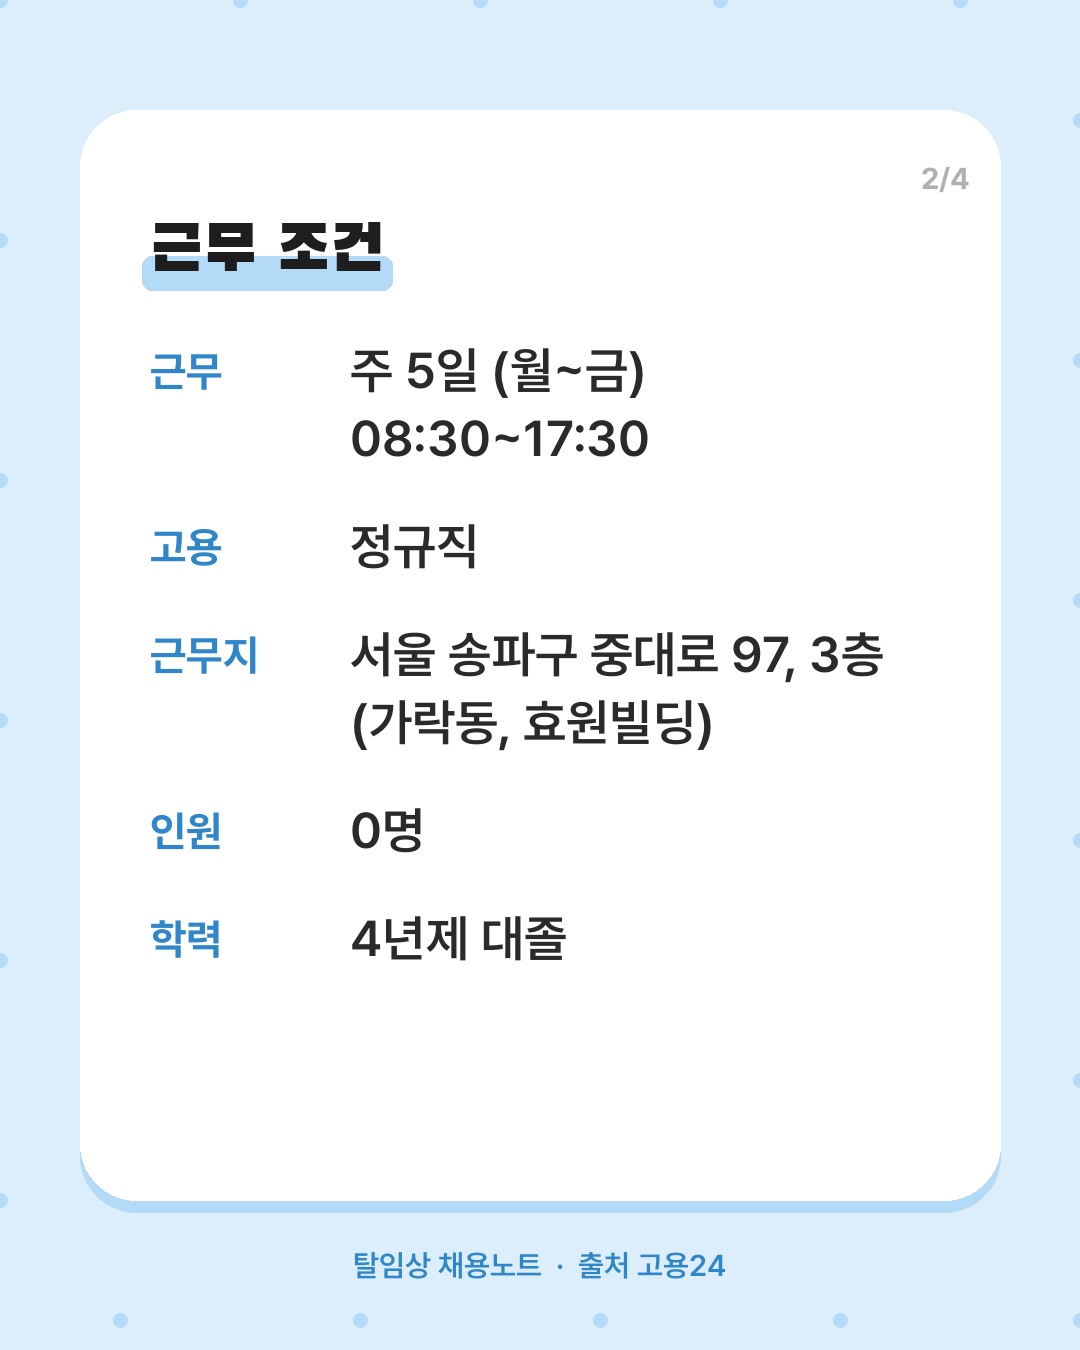 2/4
근무 조건
근무 주 5일 (월~금)
08:30~17:30
고용 정규직
근무지 서울 송파구 중대로 97, 3층
(가락동, 효원빌딩)
인원 0명
학력 4년제 대졸
탈임상 채용노트 · 출처 고용24